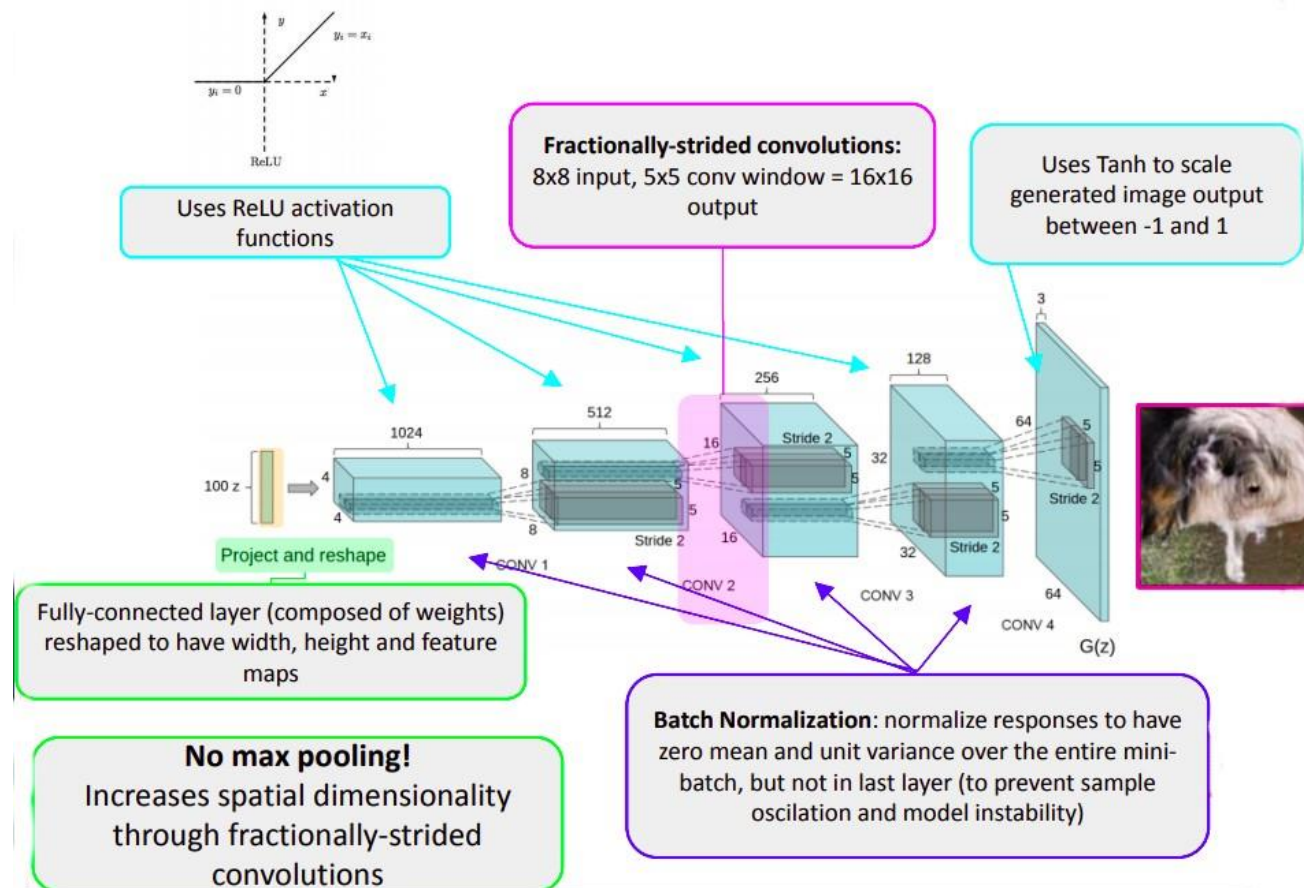 y
y_i = x_i
y_i = 0
x
ReLU
Fractionally-strided convolutions:
8x8 input, 5x5 conv window = 16x16
output
Uses Tanh to scale
generated image output
between -1 and 1
Uses ReLU activation
functions
3
128
256
512
1024
64
5
5
Stride 2
16
Stride 2
5
5
32
8
5
5
4
100 z
4
8
Stride 2
16
5
5
Stride 2
32
64
Project and reshape
CONV 1
CONV 2
CONV 3
CONV 4
G(z)
Fully-connected layer (composed of weights)
reshaped to have width, height and feature
maps
Batch Normalization: normalize responses to have
zero mean and unit variance over the entire mini-
batch, but not in last layer (to prevent sample
oscilation and model instability)
No max pooling!
Increases spatial dimensionality
through fractionally-strided
convolutions